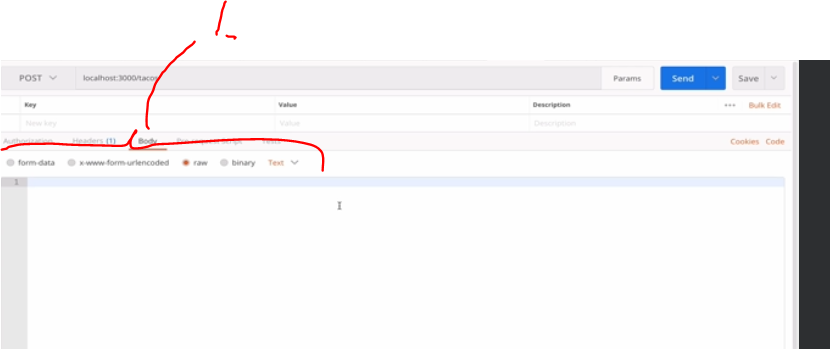 1.
POST localhost:3000/tacos Params Send Save
Key Value Description ••• Bulk Edit
New key Value Description
Authorization Headers (1) Body Pre-request Script Tests Cookies Code
form-data x-www-form-urlencoded raw binary Text
1